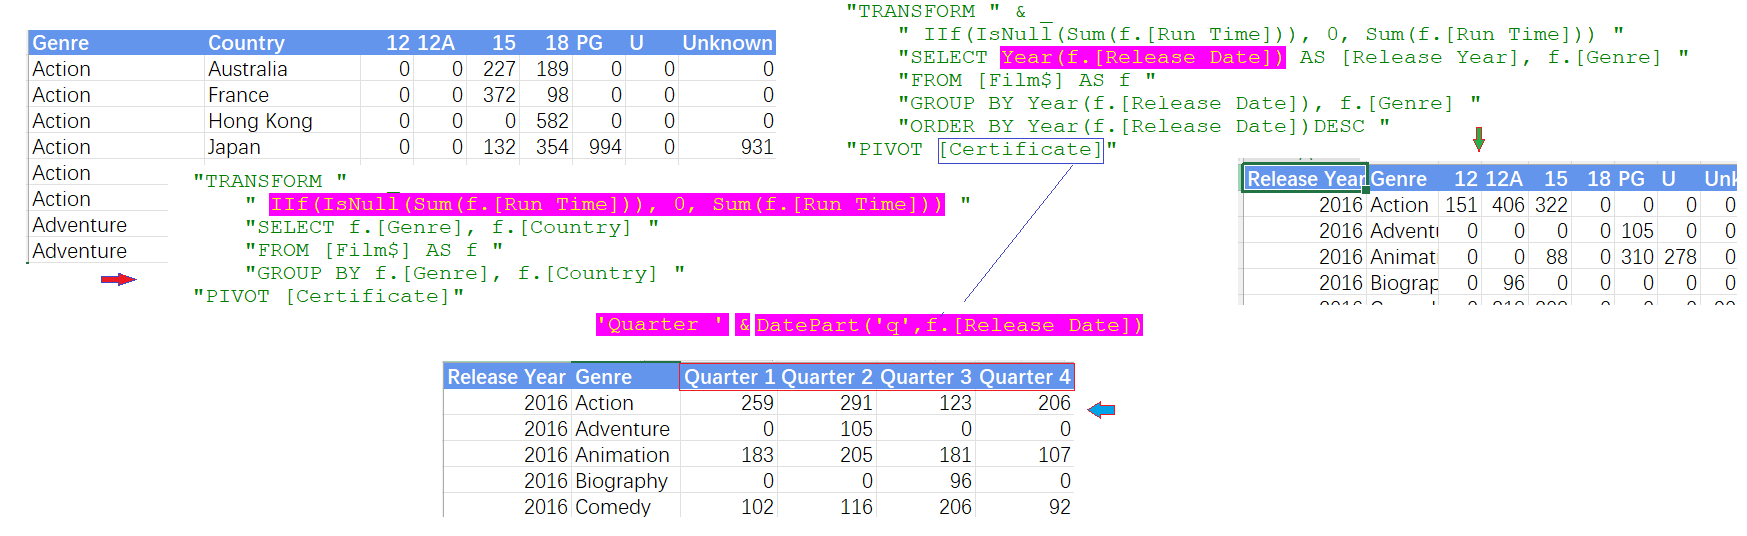 Genre Country 12 12A 15 18 PG U Unknown
Action Australia 0 0 227 189 0 0 0
Action France 0 0 372 98 0 0 0
Action Hong Kong 0 0 0 582 0 0 0
Action Japan 0 0 132 354 994 0 931
Action
Action
Adventure
Adventure
"TRANSFORM "
" IIf(IsNull(Sum(f.[Run Time])), 0, Sum(f.[Run Time])) "
"SELECT f.[Genre], f.[Country] "
"FROM [Film$] AS f "
"GROUP BY f.[Genre], f.[Country] "
"PIVOT [Certificate]"
"TRANSFORM " & _
" IIf(IsNull(Sum(f.[Run Time])), 0, Sum(f.[Run Time])) "
"SELECT Year(f.[Release Date]) AS [Release Year], f.[Genre] "
"FROM [Film$] AS f "
"GROUP BY Year(f.[Release Date]), f.[Genre] "
"ORDER BY Year(f.[Release Date])DESC "
"PIVOT [Certificate]"
Release Year Genre 12 12A 15 18 PG U Unk
2016 Action 151 406 322 0 0 0 0
2016 Advent 0 0 0 0 105 0 0
2016 Animat 0 0 88 0 310 278 0
2016 Biograp 0 96 0 0 0 0 0
'Quarter ' & DatePart('q',f.[Release Date])
Release Year Genre Quarter 1 Quarter 2 Quarter 3 Quarter 4
2016 Action 259 291 123 206
2016 Adventure 0 105 0 0
2016 Animation 183 205 181 107
2016 Biography 0 0 96 0
2016 Comedy 102 116 206 92